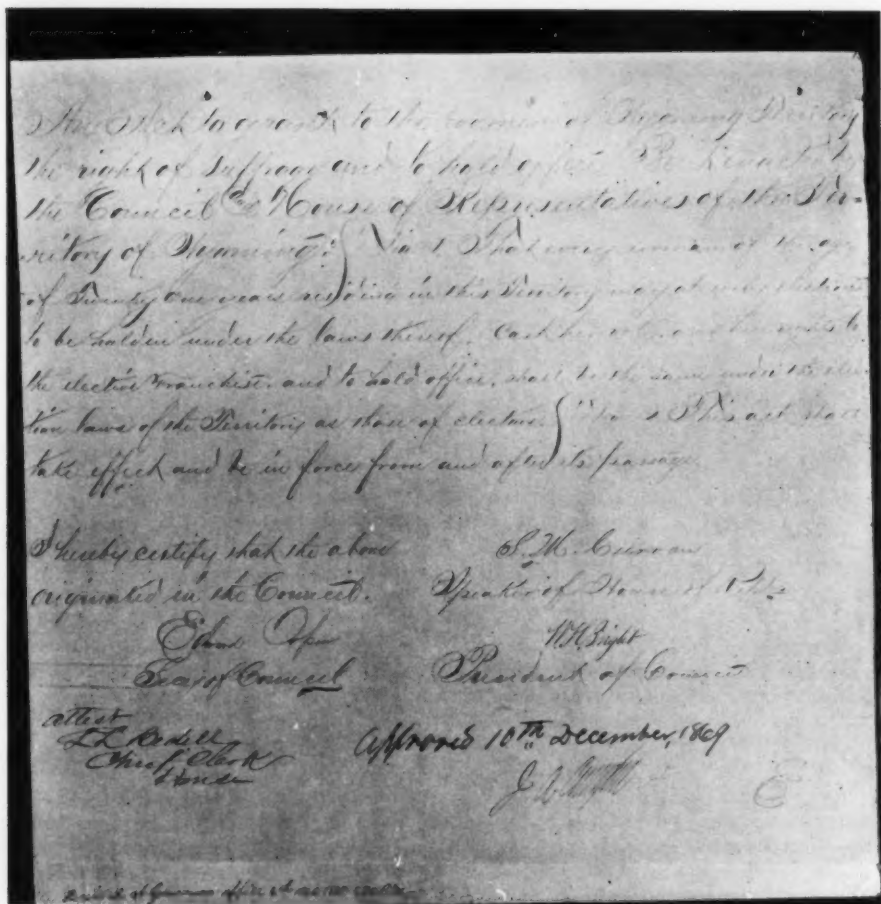 An Act to grant to the women of Wyoming Territory
the right of suffrage and to hold office Be it enacted by
the Council and House of Representatives of the Ter-
ritory of Wyoming: That every woman of the age
of Twenty one years residing in this Territory may at every election
to be holden under the laws thereof. Cast her vote. and her rights to
the elective Franchise and to hold office, shall be the same under the elec-
tion laws of the Territory as those of electors. This act shall
take effect and be in force from and after its passage.
I hereby certify that the above
originated in the Council.
Edward Orpen
Secy of Council
S. M. Curran
Speaker of House of Reps
W H Bright
President of Council
attest
L L Bedell
Chief Clerk
House
Approved 10th December, 1869
J A Campbell